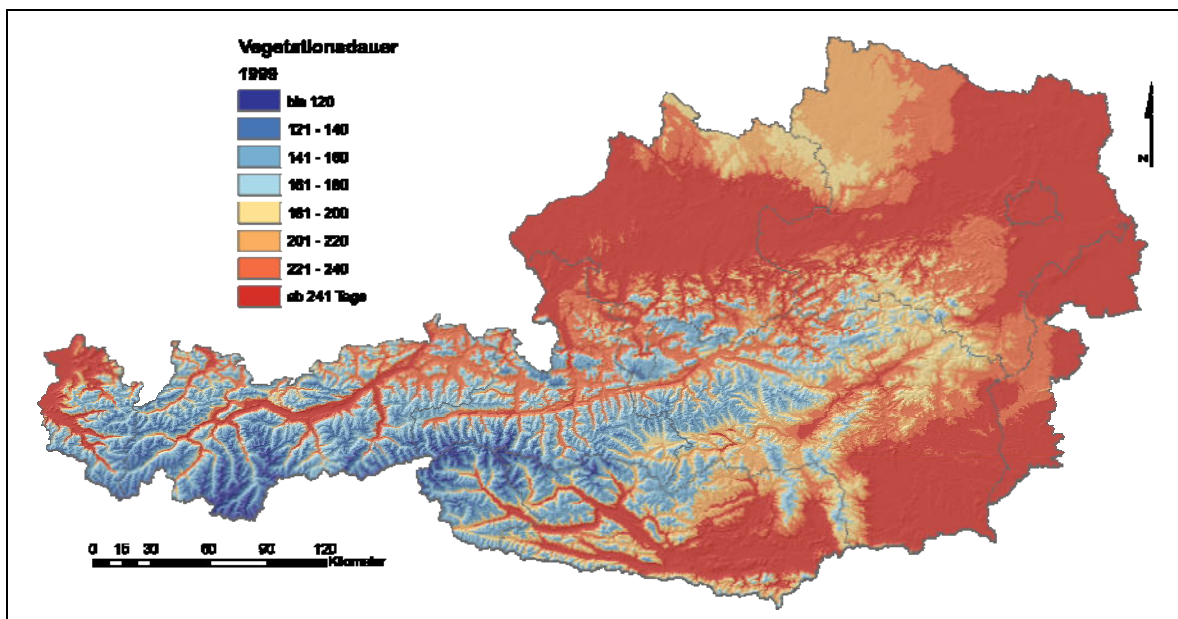 Vegetationsdauer
1999
bis 120
121 - 140
141 - 160
161 - 180
181 - 200
201 - 220
221 - 240
ab 241 Tage
N
0 15 30 60 90 120
Kilometer